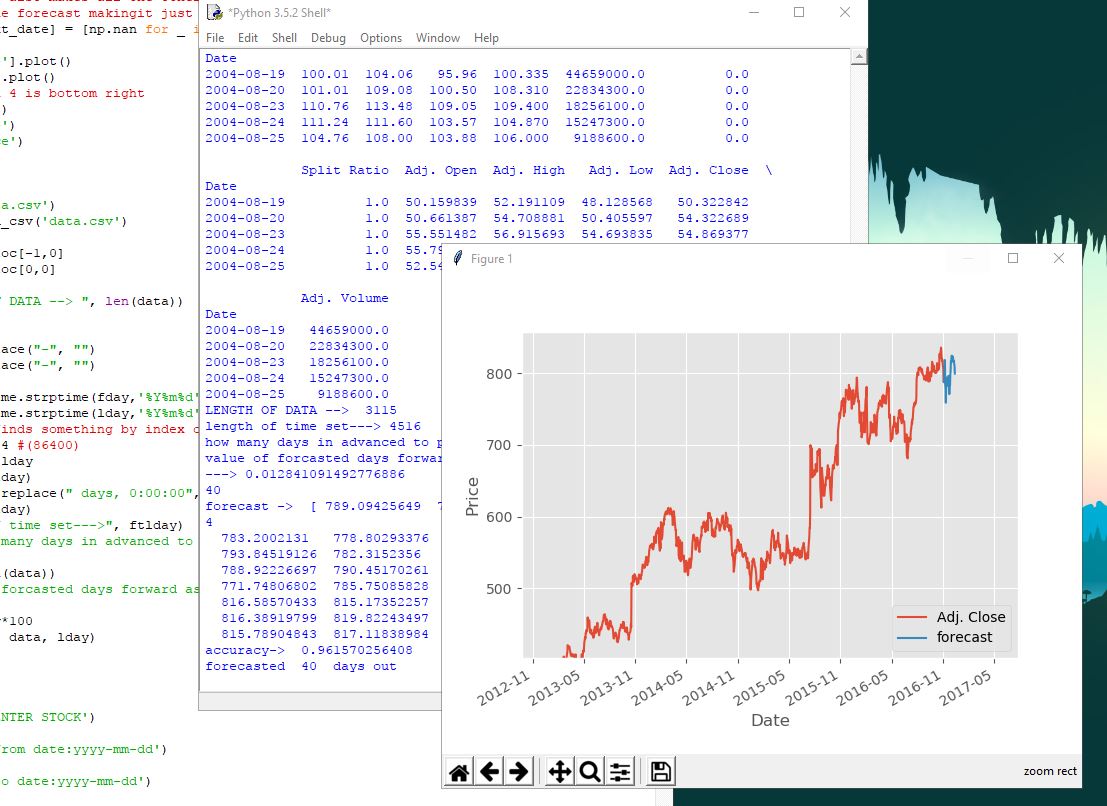 e forecast makingit just
t_date] = [np.nan for _ i
'].plot()
.plot()
4 is bottom right
)
')
e')
a.csv')
_csv('data.csv')
oc[-1,0]
oc[0,0]
DATA --> ", len(data))
ace("-", "")
ace("-", "")
me.strptime(fday,'%Y%m%d'
me.strptime(lday,'%Y%m%d'
inds something by index
4 #(86400)
lday
day)
replace(" days, 0:00:00",
day)
time set--->", ftlday)
many days in advanced to
(data))
forcasted days forward as
*100
data, lday)
NTER STOCK')
rom date:yyyy-mm-dd')
o date:yyyy-mm-dd')
*Python 3.5.2 Shell*
File Edit Shell Debug Options Window Help
Date
2004-08-19 100.01 104.06 95.96 100.335 44659000.0 0.0
2004-08-20 101.01 109.08 100.50 108.310 22834300.0 0.0
2004-08-23 110.76 113.48 109.05 109.400 18256100.0 0.0
2004-08-24 111.24 111.60 103.57 104.870 15247300.0 0.0
2004-08-25 104.76 108.00 103.88 106.000 9188600.0 0.0
Split Ratio Adj. Open Adj. High Adj. Low Adj. Close \
Date
2004-08-19 1.0 50.159839 52.191109 48.128568 50.322842
2004-08-20 1.0 50.661387 54.708881 50.405597 54.322689
2004-08-23 1.0 55.551482 56.915693 54.693835 54.869377
2004-08-24 1.0 55.79
2004-08-25 1.0 52.54
Adj. Volume
Date
2004-08-19 44659000.0
2004-08-20 22834300.0
2004-08-23 18256100.0
2004-08-24 15247300.0
2004-08-25 9188600.0
LENGTH OF DATA --> 3115
length of time set---> 4516
how many days in advanced to p
value of forcasted days forwar
---> 0.012841091492776886
40
forecast -> [ 789.09425649 7
4
783.2002131 778.80293376
793.84519126 782.3152356
788.92226697 790.45170261
771.74806802 785.75085828
816.58570433 815.17352257
816.38919799 819.82243497
815.78904843 817.11838984
accuracy-> 0.961570256408
forecasted 40 days out
Figure 1
800
700
600
500
Price
Adj. Close
forecast
2012-11
2013-05
2013-11
2014-05
2014-11
2015-05
2015-11
2016-05
2016-11
2017-05
Date
zoom rect